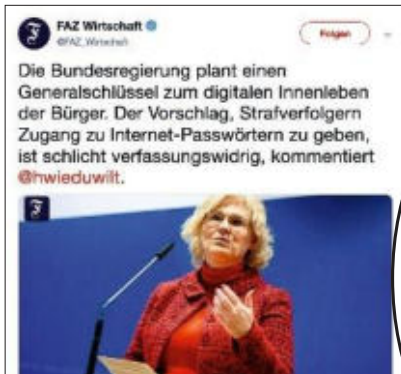 FAZ Wirtschaft
@FAZ_Wirtschaft
Folgen
Die Bundesregierung plant einen
Generalschlüssel zum digitalen Innenleben
der Bürger. Der Vorschlag, Strafverfolgern
Zugang zu Internet-Passwörtern zu geben,
ist schlicht verfassungswidrig, kommentiert
@hwieduwilt.